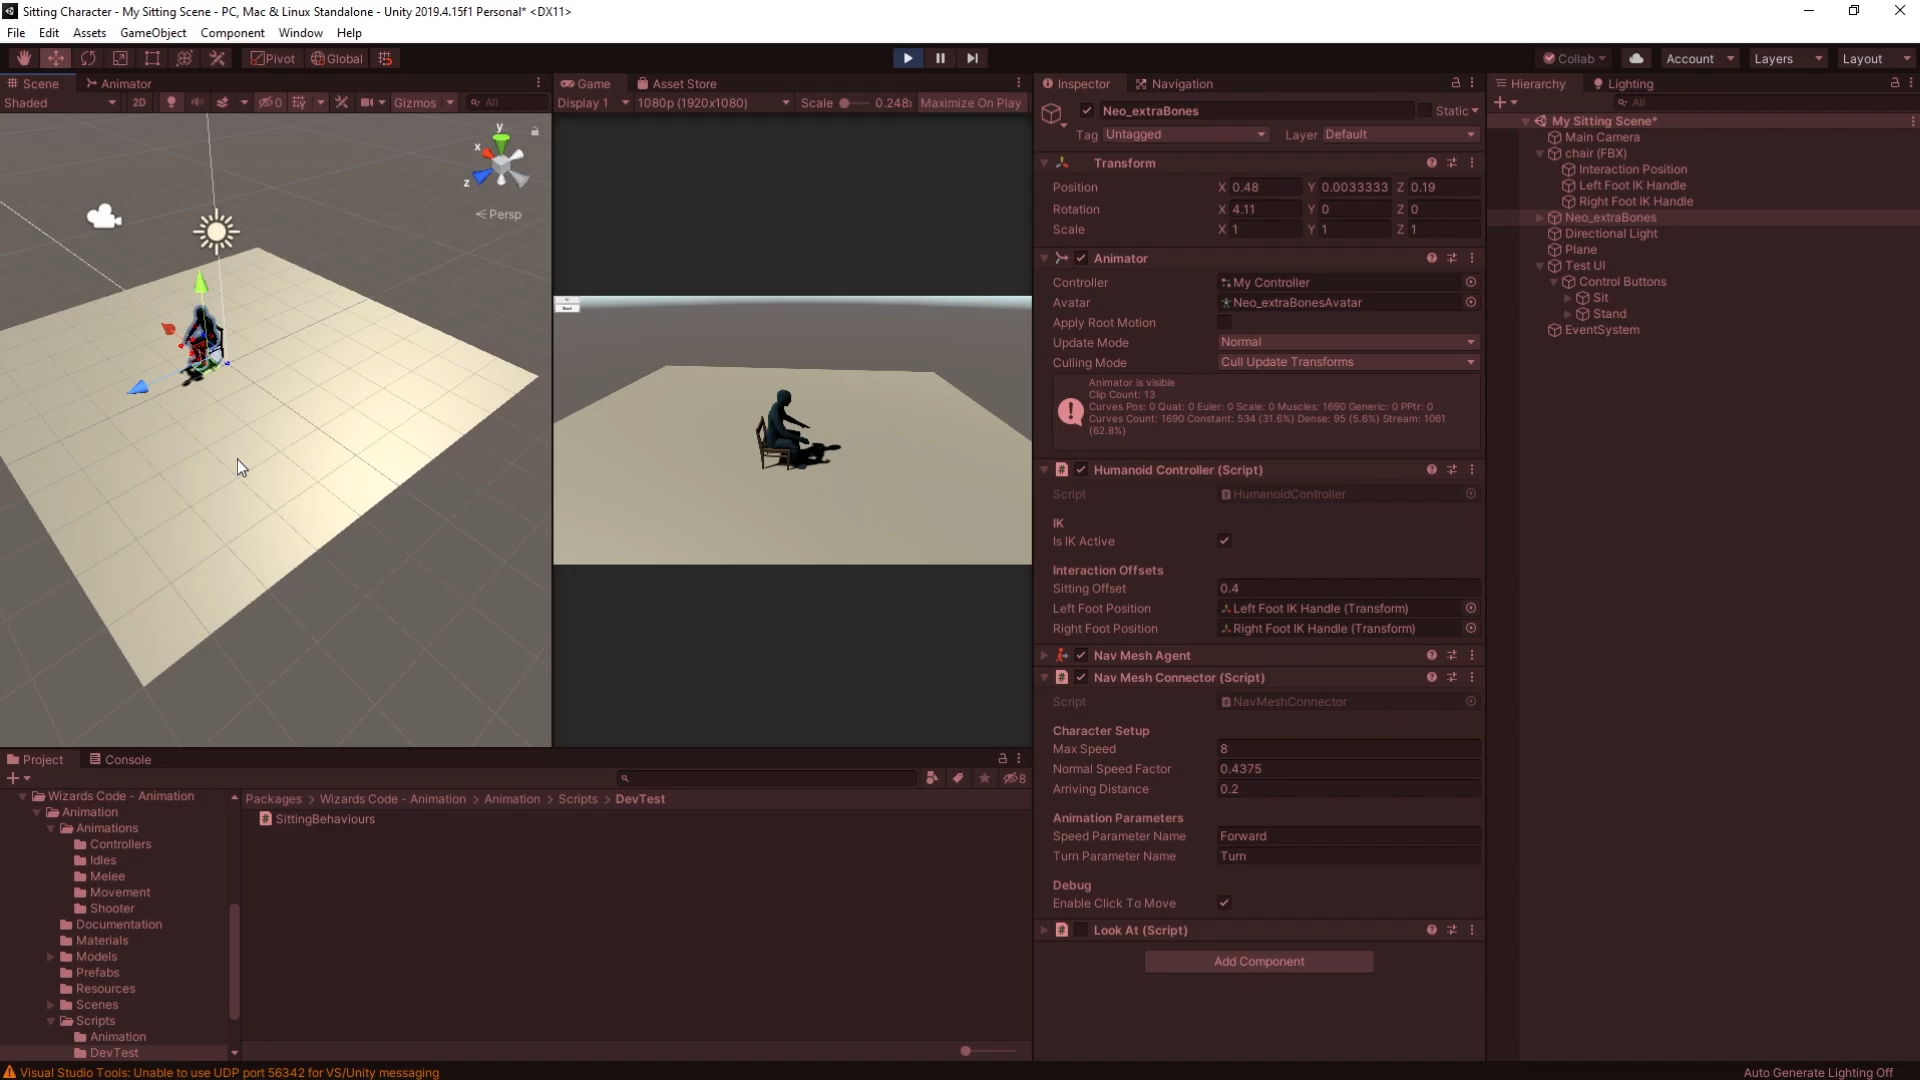 Sitting Character - My Sitting Scene - PC, Mac & Linux Standalone - Unity 2019.4.15f1 Personal* <DX11>
File Edit Assets GameObject Component Window Help
Pivot Global Collab Account Layers Layout
Scene Animator
Shaded 2D 0 Gizmos All
y
x
z
Persp
Game Asset Store
Display 1 1080p (1920x1080) Scale 0.248 Maximize On Play
Inspector Navigation
Neo_extraBones Static
Tag Untagged Layer Default
Transform
Position X 0.48 Y 0.0033333 Z 0.19
Rotation X 4.11 Y 0 Z 0
Scale X 1 Y 1 Z 1
Animator
Controller My Controller
Avatar Neo_extraBonesAvatar
Apply Root Motion
Update Mode Normal
Culling Mode Cull Update Transforms
Animator is visible
Clip Count: 13
Curves Pos: 0 Quat: 0 Euler: 0 Scale: 0 Muscles: 1690 Generic: 0 PPtr: 0
Curves Count: 1690 Constant: 534 (31.6%) Dense: 95 (5.6%) Stream: 1061
(62.8%)
Humanoid Controller (Script)
Script HumanoidController
IK
Is IK Active
Interaction Offsets
Sitting Offset 0.4
Left Foot Position Left Foot IK Handle (Transform)
Right Foot Position Right Foot IK Handle (Transform)
Nav Mesh Agent
Nav Mesh Connector (Script)
Script NavMeshConnector
Character Setup
Max Speed 8
Normal Speed Factor 0.4375
Arriving Distance 0.2
Animation Parameters
Speed Parameter Name Forward
Turn Parameter Name Turn
Debug
Enable Click To Move
Look At (Script)
Add Component
Hierarchy Lighting
All
My Sitting Scene*
Main Camera
chair (FBX)
Interaction Position
Left Foot IK Handle
Right Foot IK Handle
Neo_extraBones
Directional Light
Plane
Test UI
Control Buttons
Sit
Stand
EventSystem
Project Console
8
Wizards Code - Animation
Animation
Animations
Controllers
Idles
Melee
Movement
Shooter
Documentation
Materials
Models
Prefabs
Resources
Scenes
Scripts
Animation
DevTest
Packages > Wizards Code - Animation > Animation > Scripts > DevTest
SittingBehaviours
Visual Studio Tools: Unable to use UDP port 56342 for VS/Unity messaging
Auto Generate Lighting Off